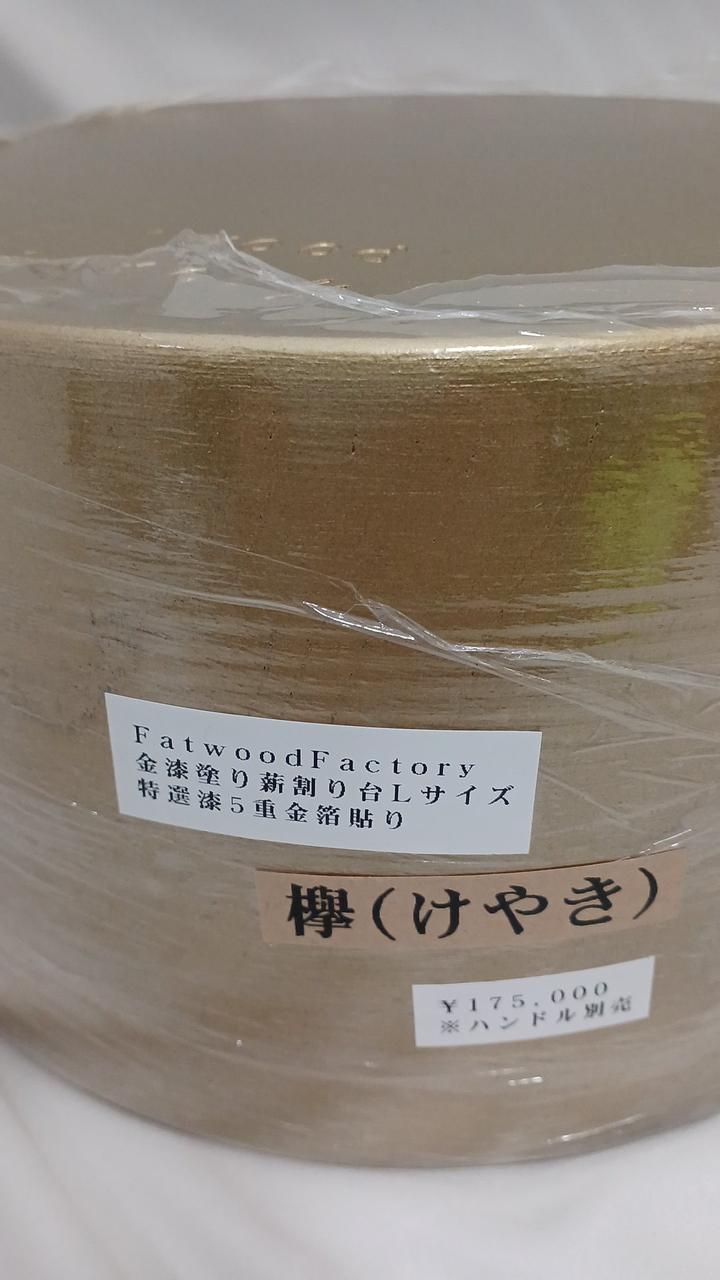 FatwoodFactory
金漆塗り薪割り台Lサイズ
特選漆5重金箔貼り
欅(けやき)
¥175.000
※ハンドル別売